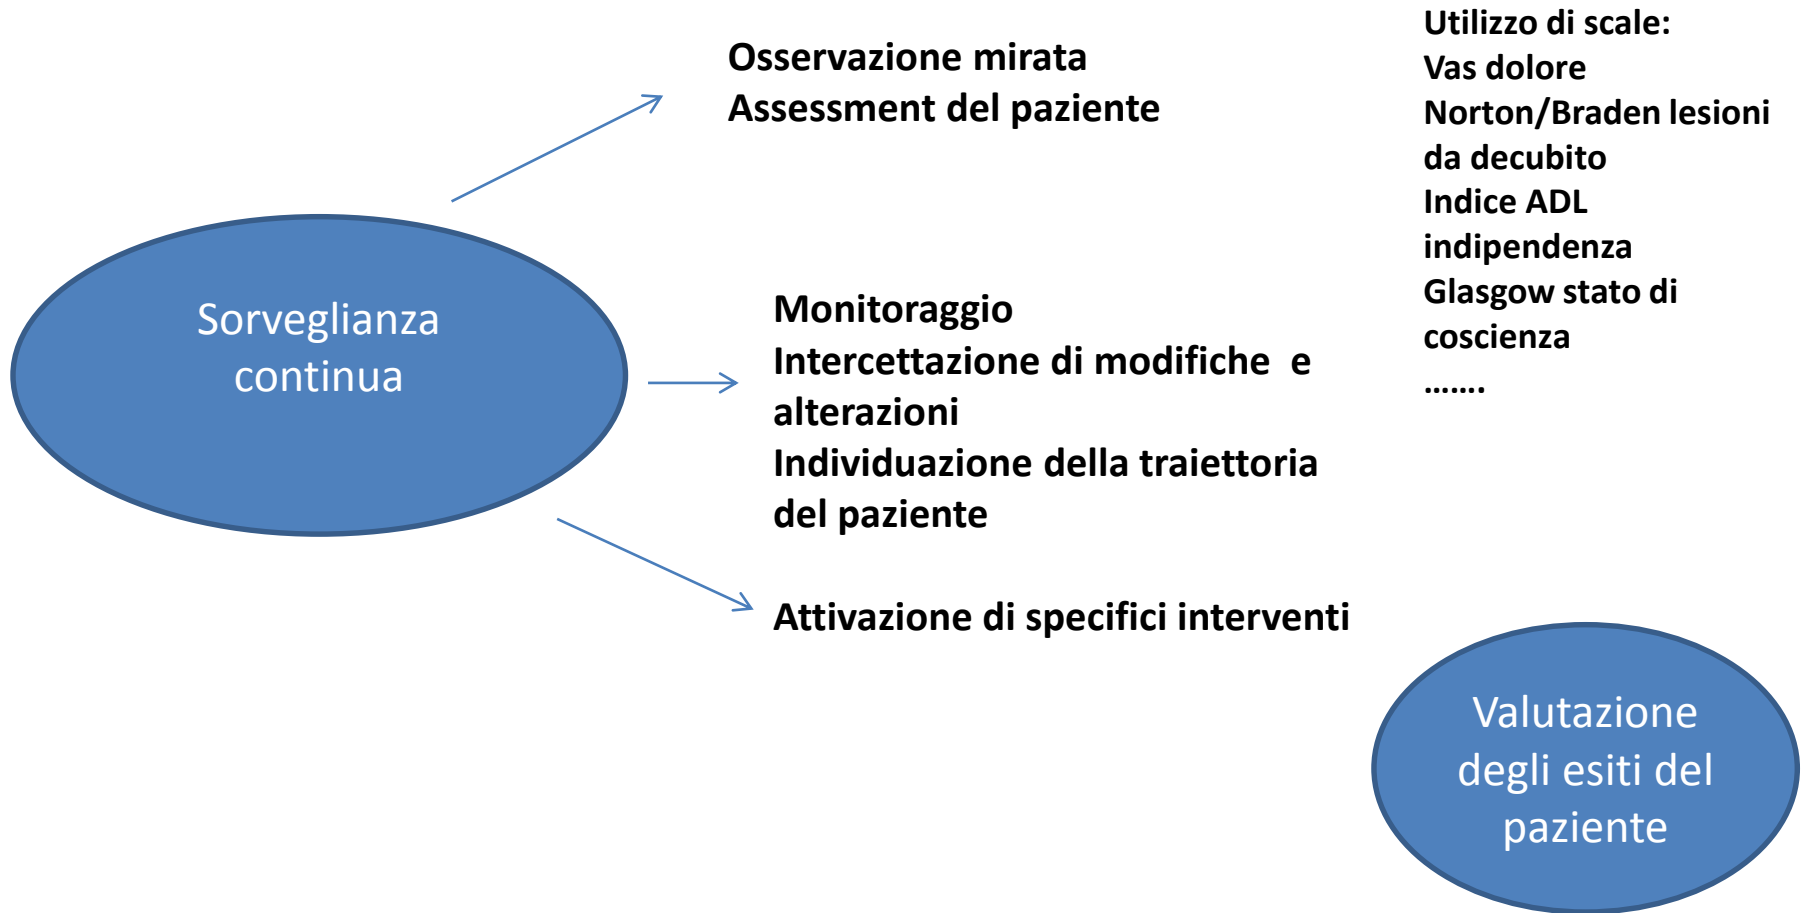 Osservazione mirata
Assessment del paziente
Utilizzo di scale:
Vas dolore
Norton/Braden lesioni
da decubito
Indice ADL
indipendenza
Glasgow stato di
coscienza
…….
Sorveglianza
continua
Monitoraggio
Intercettazione di modifiche  e
alterazioni
Individuazione della traiettoria
del paziente
Attivazione di specifici interventi
Valutazione
degli esiti del
paziente